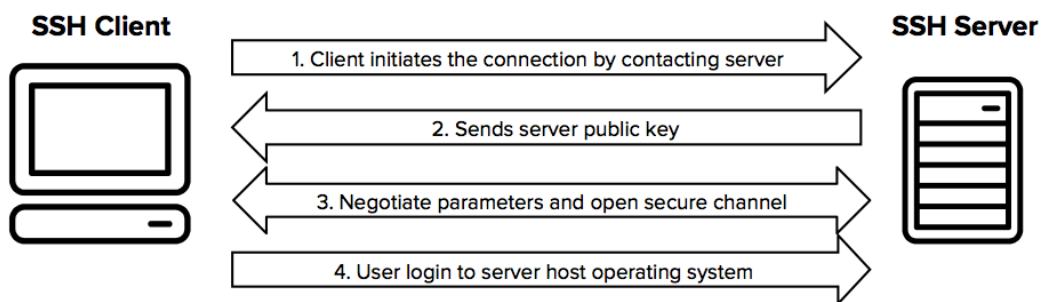 SSH Client
SSH Server
1. Client initiates the connection by contacting server
2. Sends server public key
3. Negotiate parameters and open secure channel
4. User login to server host operating system